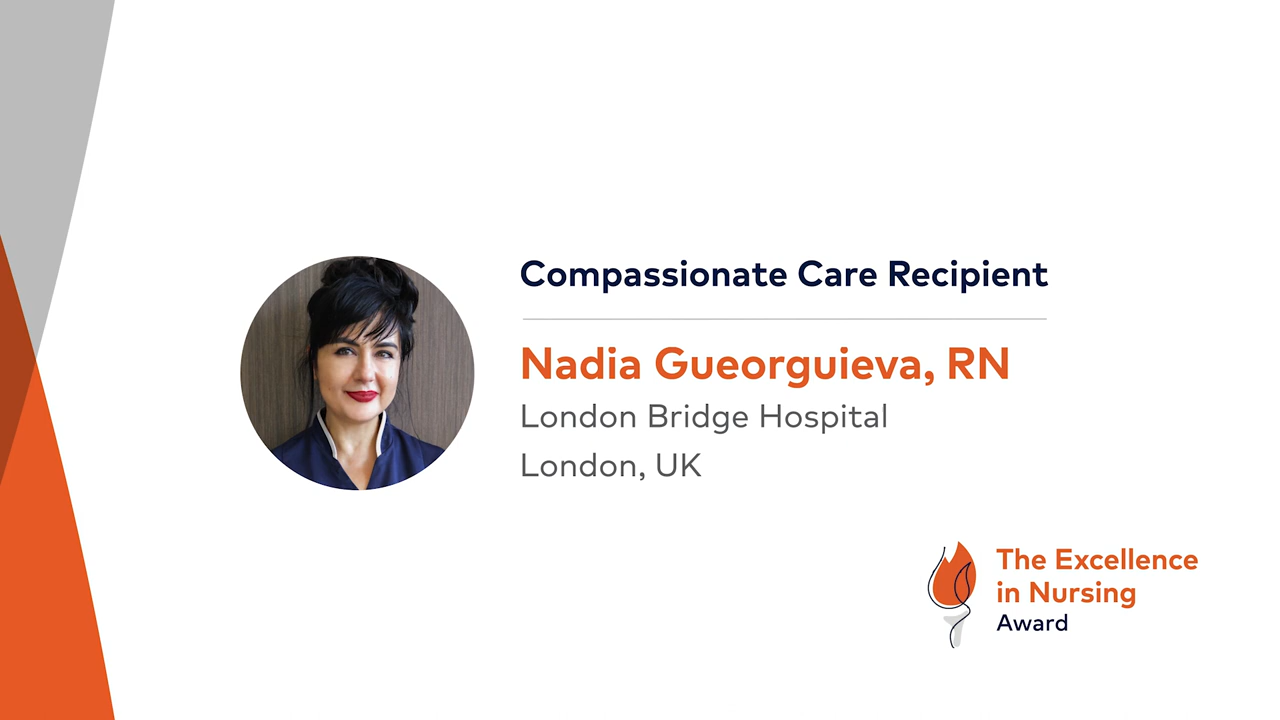 Compassionate Care Recipient
Nadia Gueorguieva, RN
London Bridge Hospital
London, UK
The Excellence
in Nursing
Award